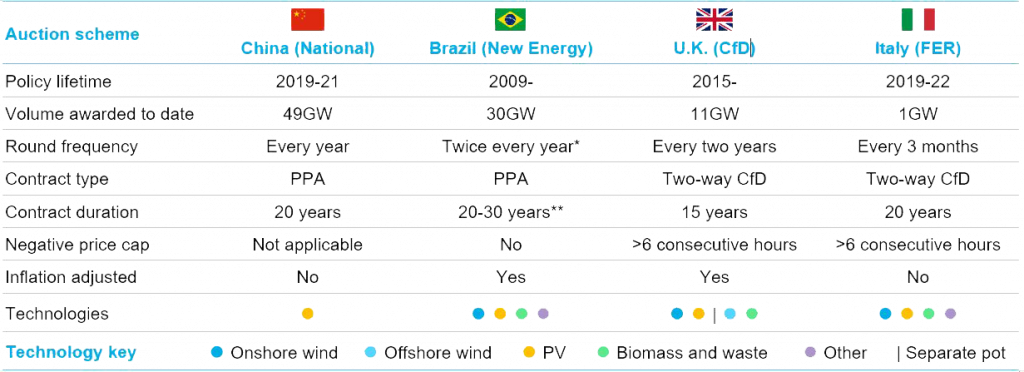 Auction scheme
China (National) Brazil (New Energy) U.K. (CfD) Italy (FER)
Policy lifetime 2019-21 2009- 2015- 2019-22
Volume awarded to date 49GW 30GW 11GW 1GW
Round frequency Every year Twice every year* Every two years Every 3 months
Contract type PPA PPA Two-way CfD Two-way CfD
Contract duration 20 years 20-30 years** 15 years 20 years
Negative price cap Not applicable No >6 consecutive hours >6 consecutive hours
Inflation adjusted No Yes Yes No
Technologies |
Technology key Onshore wind Offshore wind PV Biomass and waste Other | Separate pot